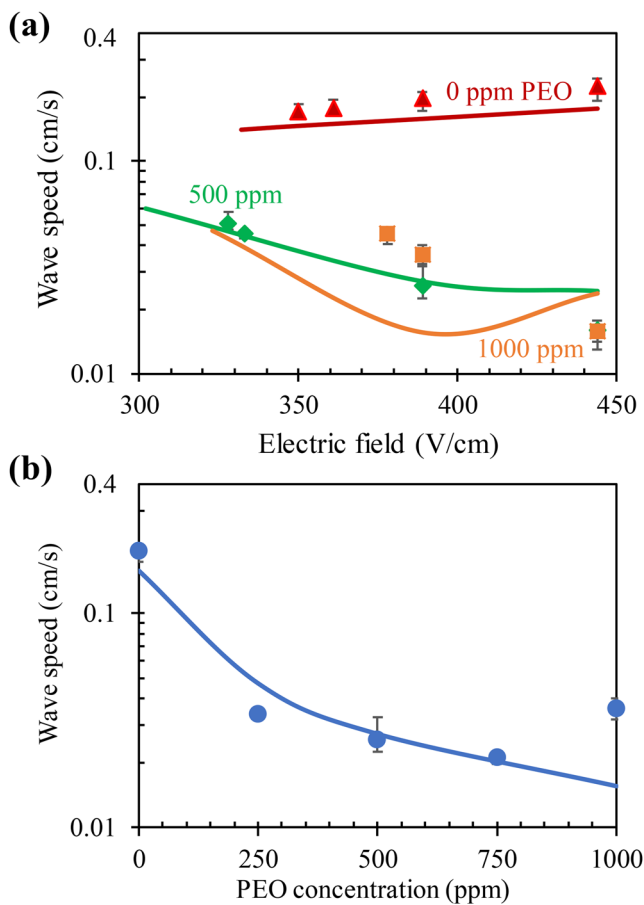 (a)
0.4
0.1
0.01
Wave speed (cm/s)
0 ppm PEO
500 ppm
1000 ppm
300
350
400
450
Electric field (V/cm)
(b)
0.4
0.1
0.01
Wave speed (cm/s)
0
250
500
750
1000
PEO concentration (ppm)